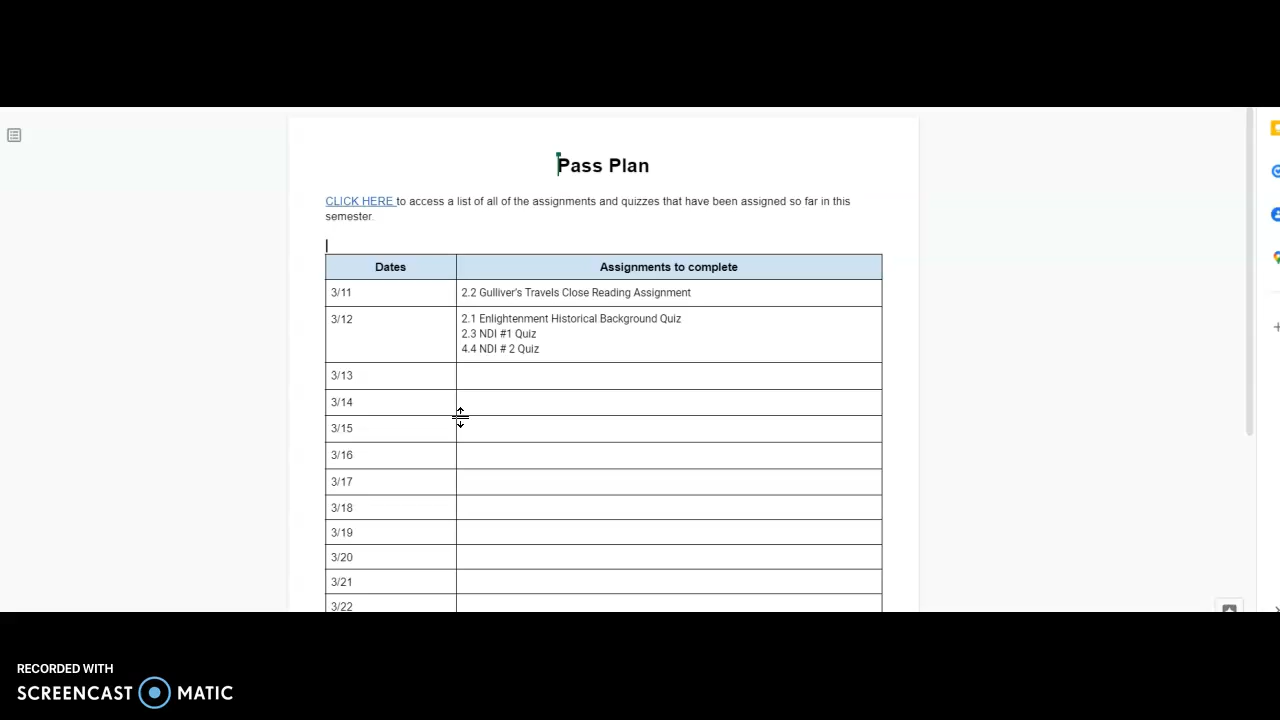 Pass Plan
CLICK HERE to access a list of all of the assignments and quizzes that have been assigned so far in this
semester.
Dates Assignments to complete
3/11 2.2 Gulliver's Travels Close Reading Assignment
3/12 2.1 Enlightenment Historical Background Quiz
2.3 NDI #1 Quiz
4.4 NDI # 2 Quiz
3/13
3/14
3/15
3/16
3/17
3/18
3/19
3/20
3/21
3/22
RECORDED WITH
SCREENCAST MATIC